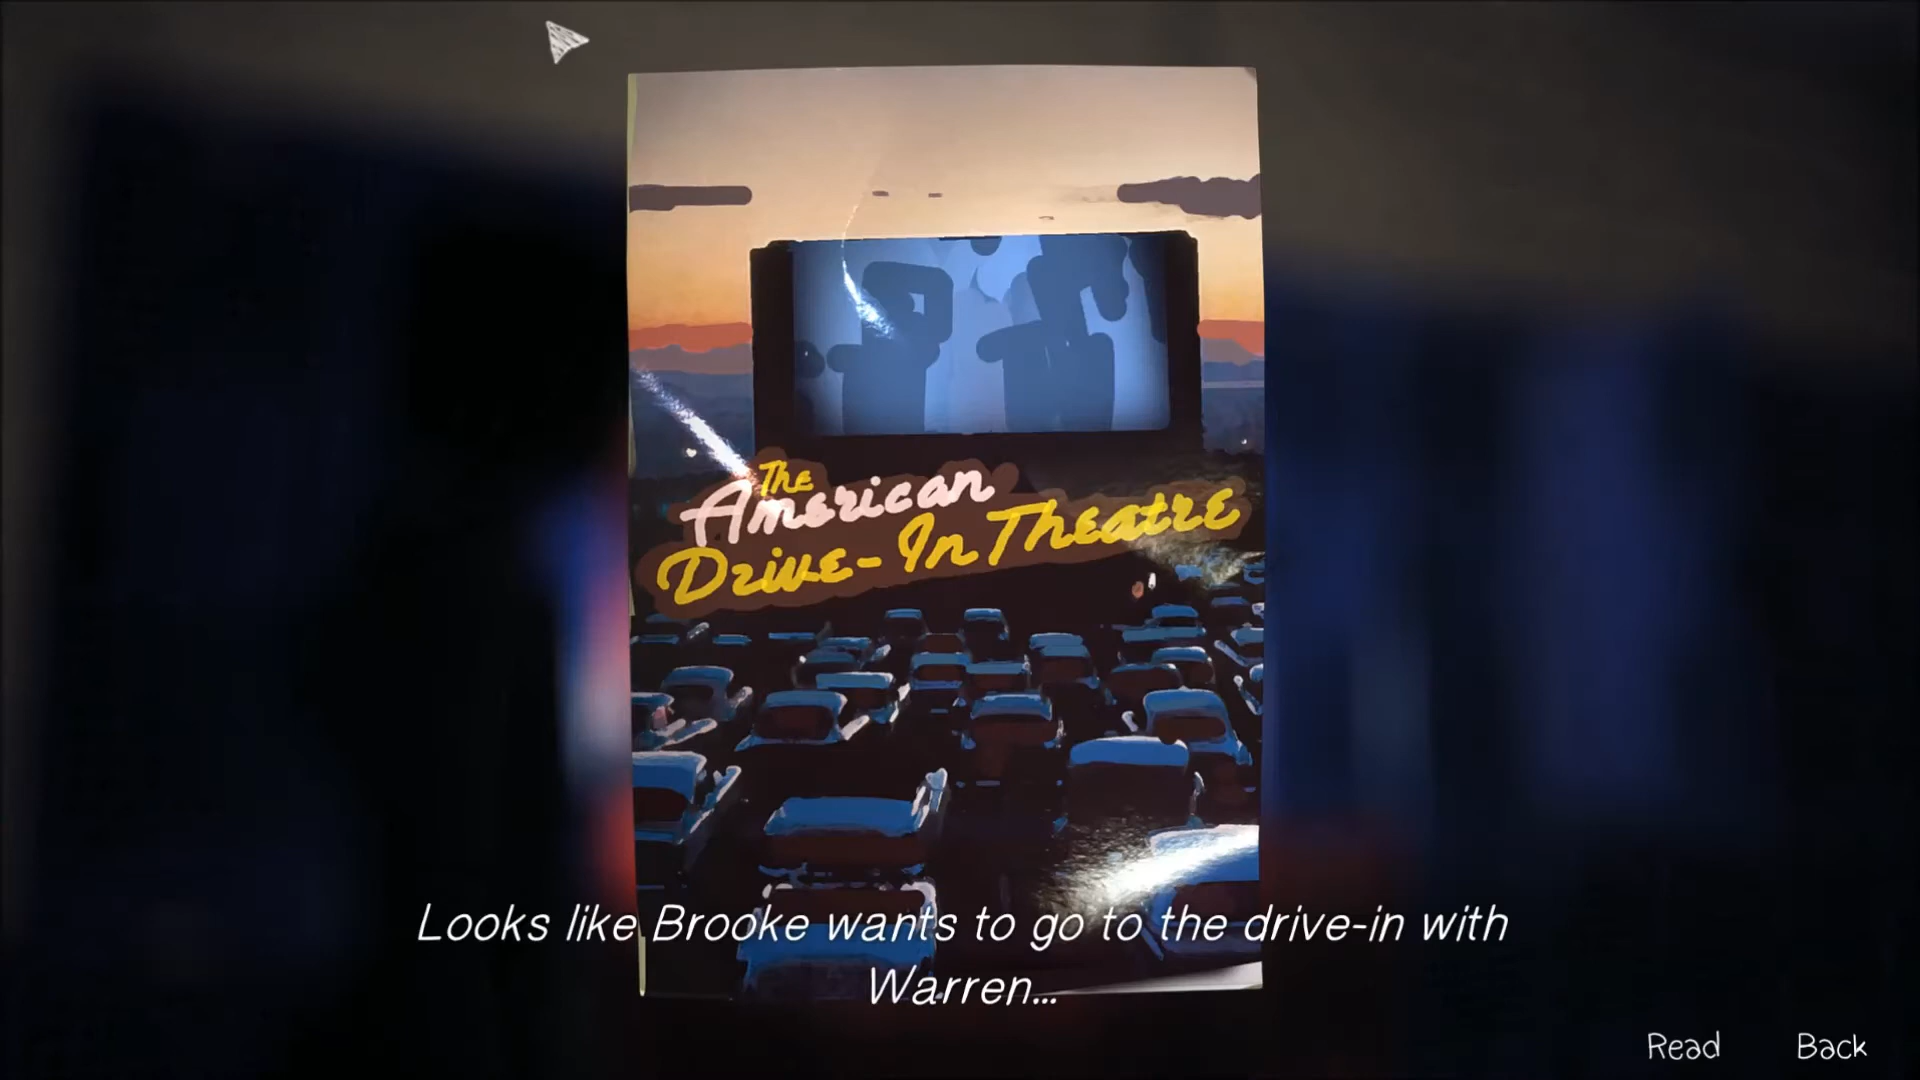 The
American
Drive-In Theatre
Looks like Brooke wants to go to the drive-in with
Warren...
Read Back